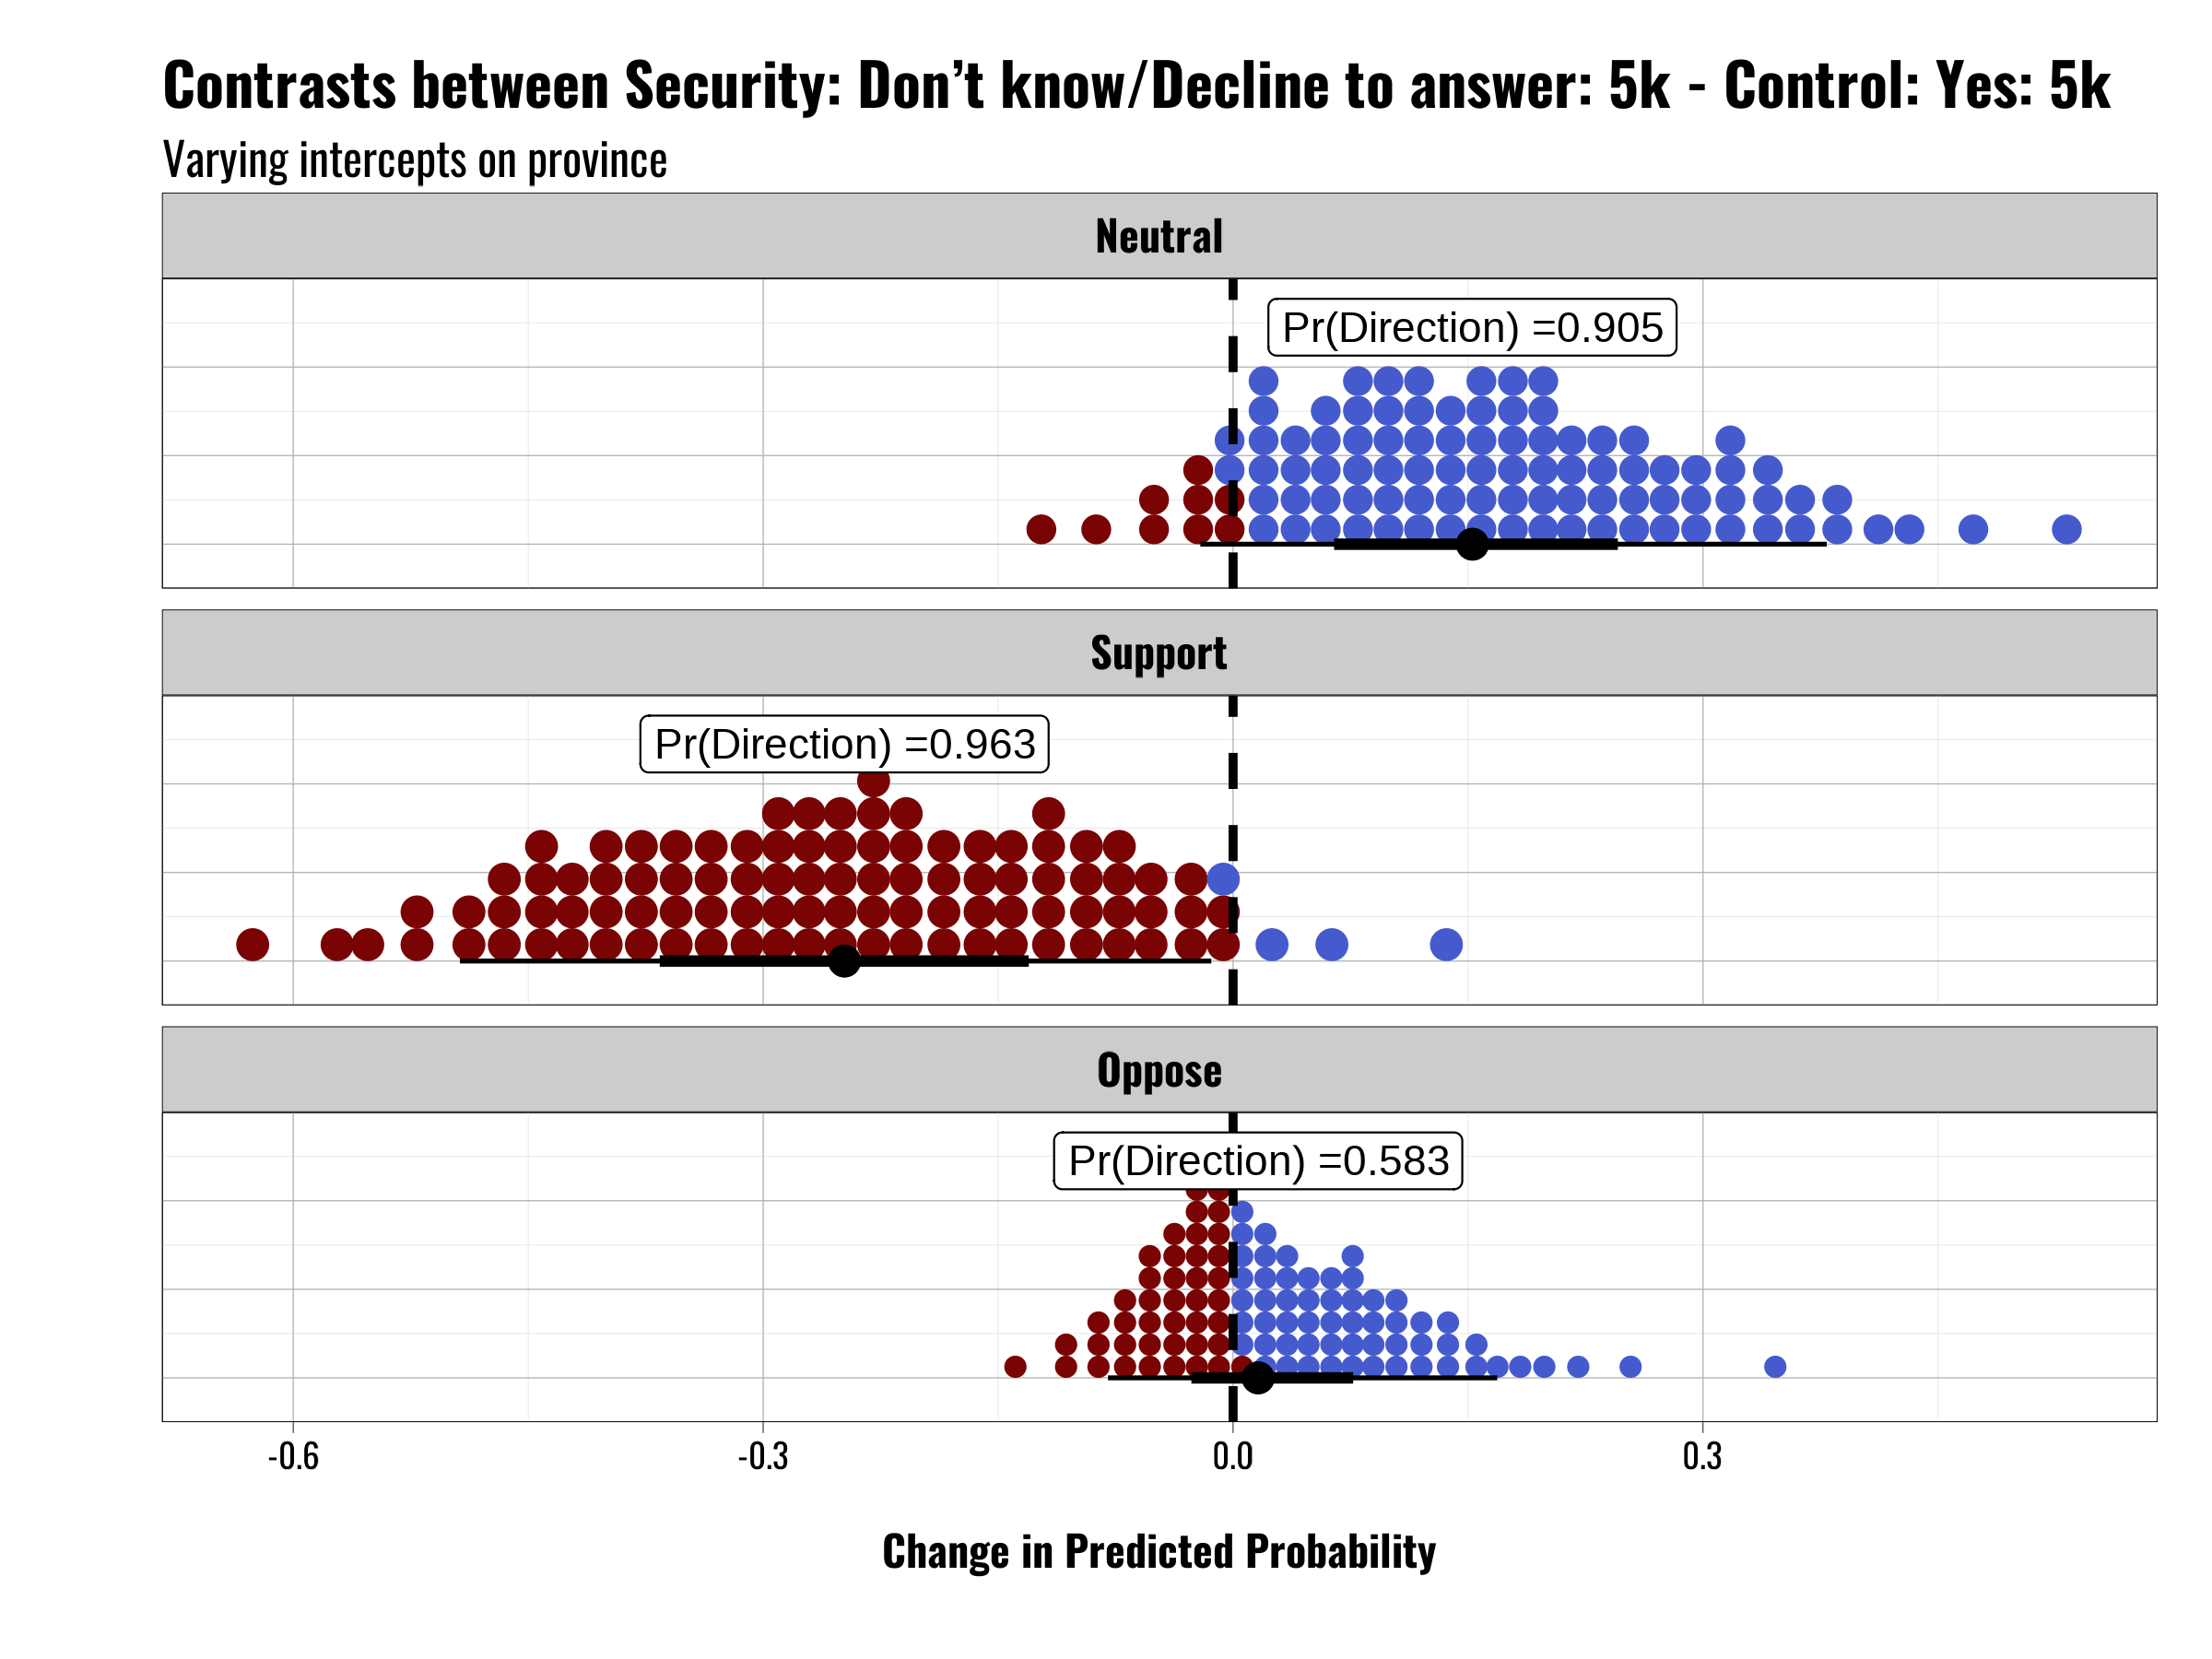 Contrasts between Security: Don’t know/Decline to answer: 5k - Control: Yes: 5k
Varying intercepts on province
Neutral
Pr(Direction) =0.905
Support
Pr(Direction) =0.963
Oppose
Pr(Direction) =0.583
-0.6 -0.3 0.0 0.3
Change in Predicted Probability